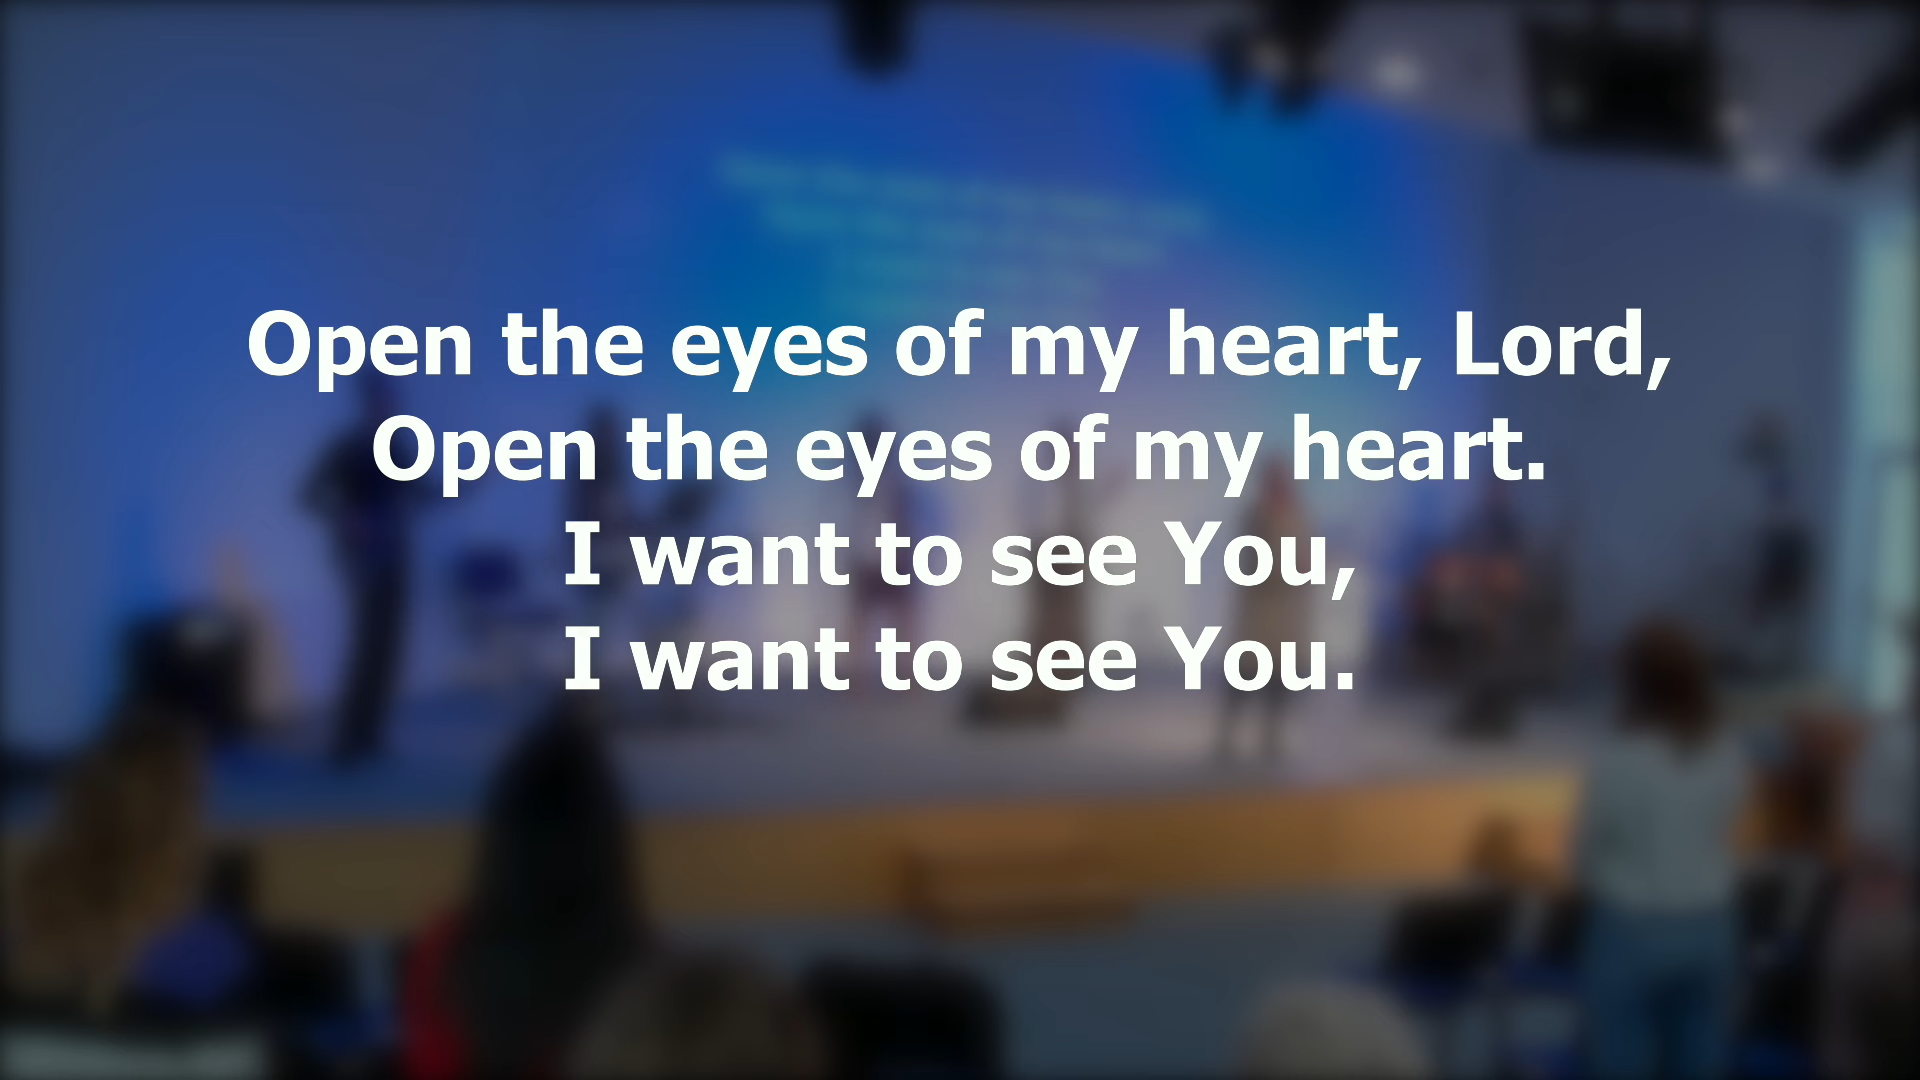 Open the eyes of my heart, Lord,
Open the eyes of my heart.
I want to see You,
I want to see You.